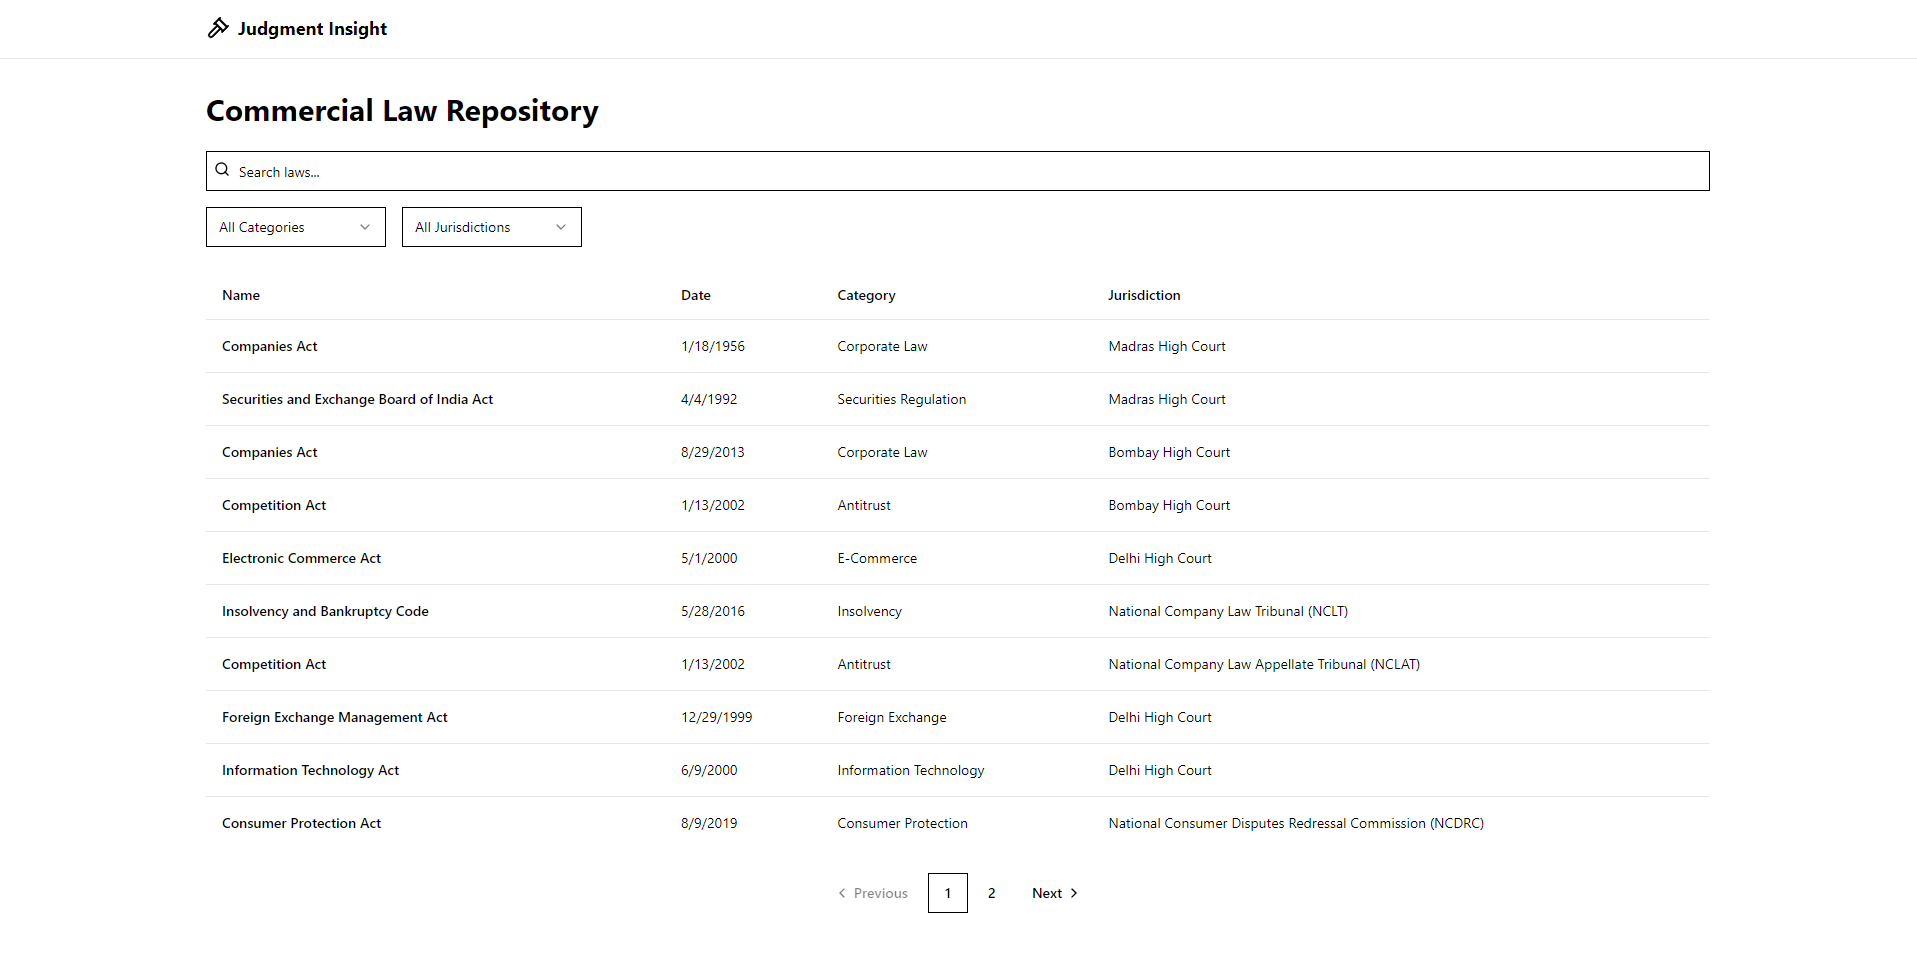 Judgment Insight
Commercial Law Repository
Search laws...
All Categories All Jurisdictions
Name Date Category Jurisdiction
Companies Act 1/18/1956 Corporate Law Madras High Court
Securities and Exchange Board of India Act 4/4/1992 Securities Regulation Madras High Court
Companies Act 8/29/2013 Corporate Law Bombay High Court
Competition Act 1/13/2002 Antitrust Bombay High Court
Electronic Commerce Act 5/1/2000 E-Commerce Delhi High Court
Insolvency and Bankruptcy Code 5/28/2016 Insolvency National Company Law Tribunal (NCLT)
Competition Act 1/13/2002 Antitrust National Company Law Appellate Tribunal (NCLAT)
Foreign Exchange Management Act 12/29/1999 Foreign Exchange Delhi High Court
Information Technology Act 6/9/2000 Information Technology Delhi High Court
Consumer Protection Act 8/9/2019 Consumer Protection National Consumer Disputes Redressal Commission (NCDRC)
Previous 1 2 Next